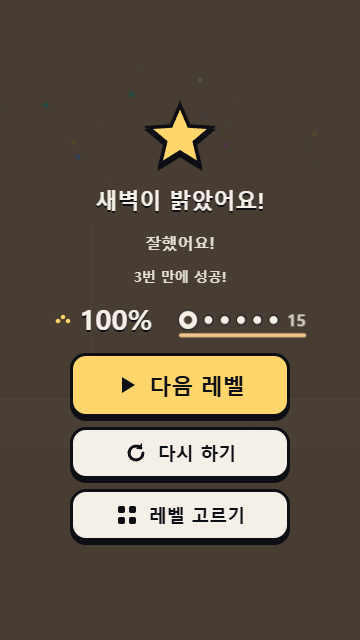 새벽이 밝았어요!
잘했어요!
3번 만에 성공!
100% 15
다음 레벨
다시 하기
레벨 고르기